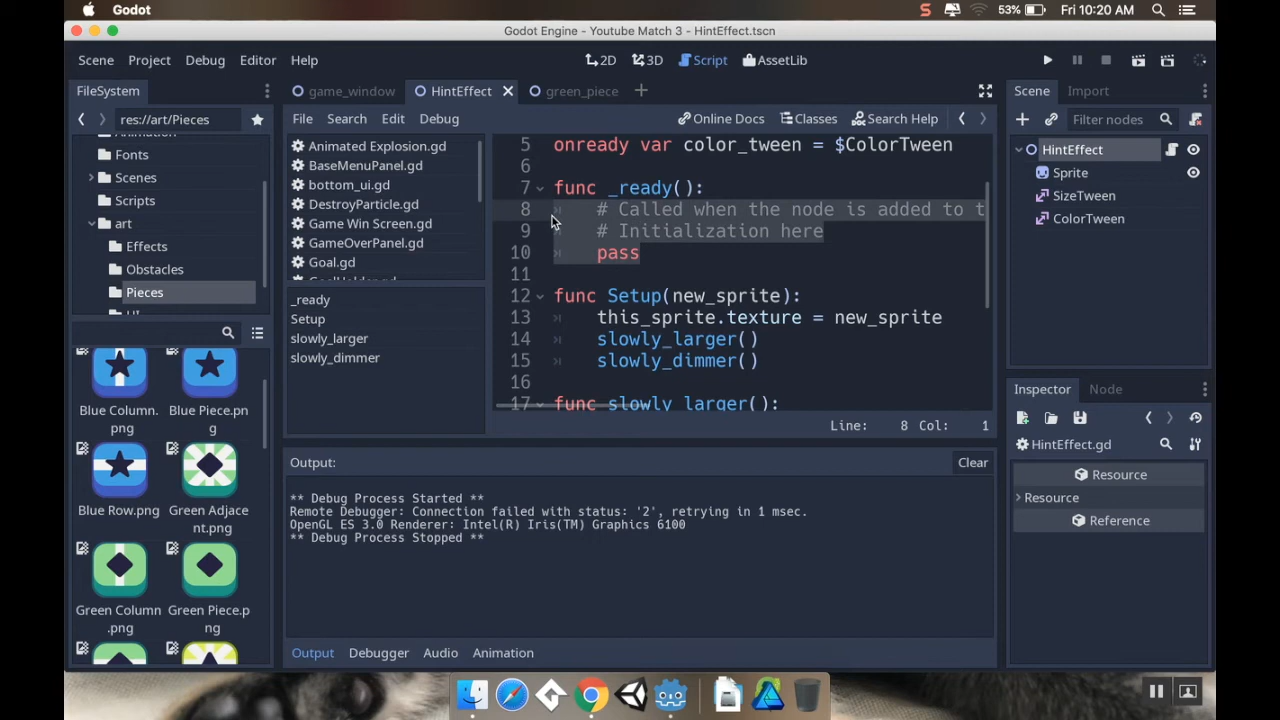 Godot
53%
Fri 10:20 AM
Godot Engine - Youtube Match 3 - HintEffect.tscn
Scene Project Debug Editor Help
2D 3D Script AssetLib
FileSystem
res://art/Pieces
Fonts
Scenes
Scripts
art
Effects
Obstacles
Pieces
Blue Column.
png
Blue Piece.pn
g
Blue Row.png
Green Adjace
nt.png
Green Column
.png
Green Piece.p
ng
game_window HintEffect green_piece
File Search Edit Debug
Online Docs Classes Search Help
Animated Explosion.gd
BaseMenuPanel.gd
bottom_ui.gd
DestroyParticle.gd
Game Win Screen.gd
GameOverPanel.gd
Goal.gd
GoalHolder.gd
_ready
Setup
slowly_larger
slowly_dimmer
5 onready var color_tween = $ColorTween
6
7 func _ready():
8 # Called when the node is added to t
9 # Initialization here
10 pass
11
12 func Setup(new_sprite):
13 this_sprite.texture = new_sprite
14 slowly_larger()
15 slowly_dimmer()
16
17 func slowly_larger():
Line: 8 Col: 1
Output:
Clear
** Debug Process Started **
Remote Debugger: Connection failed with status: '2', retrying in 1 msec.
OpenGL ES 3.0 Renderer: Intel(R) Iris(TM) Graphics 6100
** Debug Process Stopped **
Output Debugger Audio Animation
Scene Import
Filter nodes
HintEffect
Sprite
SizeTween
ColorTween
Inspector Node
HintEffect.gd
Resource
Resource
Reference